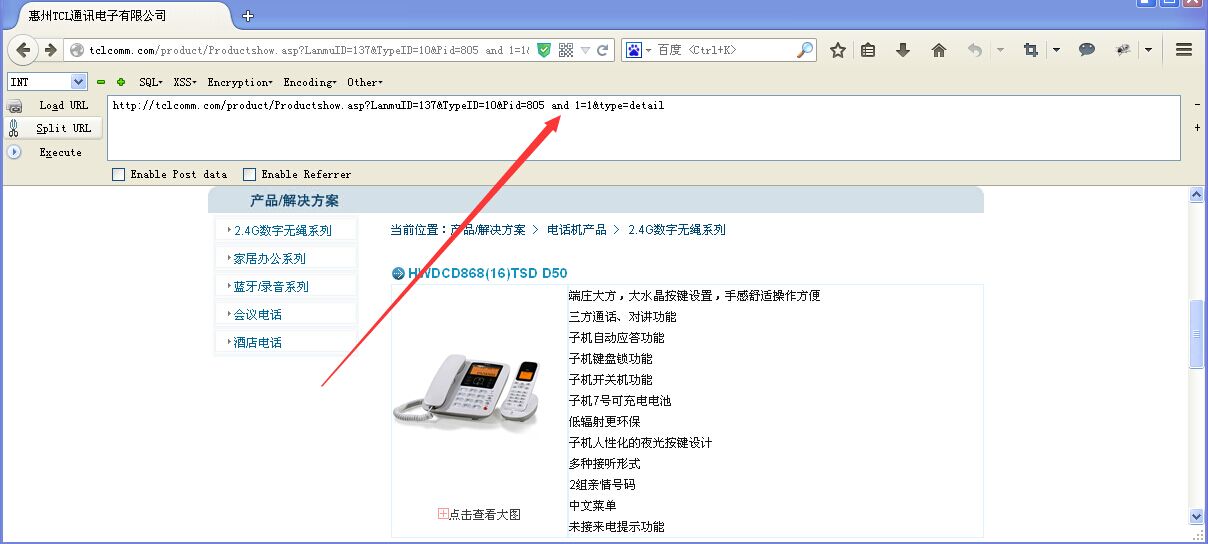 惠州TCL通讯电子有限公司
tclcomm.com/product/Productshow.asp?LanmuID=137&TypeID=10&Pid=805 and 1=1&
百度 <Ctrl+K>
INT SQL XSS Encryption Encoding Other
Load URL
http://tclcomm.com/product/Productshow.asp?LanmuID=137&TypeID=10&Pid=805 and 1=1&type=detail
Split URL
Execute
Enable Post data Enable Referrer
产品/解决方案
2.4G数字无绳系列
家居办公系列
蓝牙/录音系列
会议电话
酒店电话
当前位置：产品/解决方案 > 电话机产品 > 2.4G数字无绳系列
HWDCD868(16)TSD D50
端庄大方，大水晶按键设置，手感舒适操作方便
三方通话、对讲功能
子机自动应答功能
子机键盘锁功能
子机开关机功能
子机7号可充电电池
低辐射更环保
子机人性化的夜光按键设计
多种接听形式
2组亲情号码
中文菜单
未接来电提示功能
点击查看大图